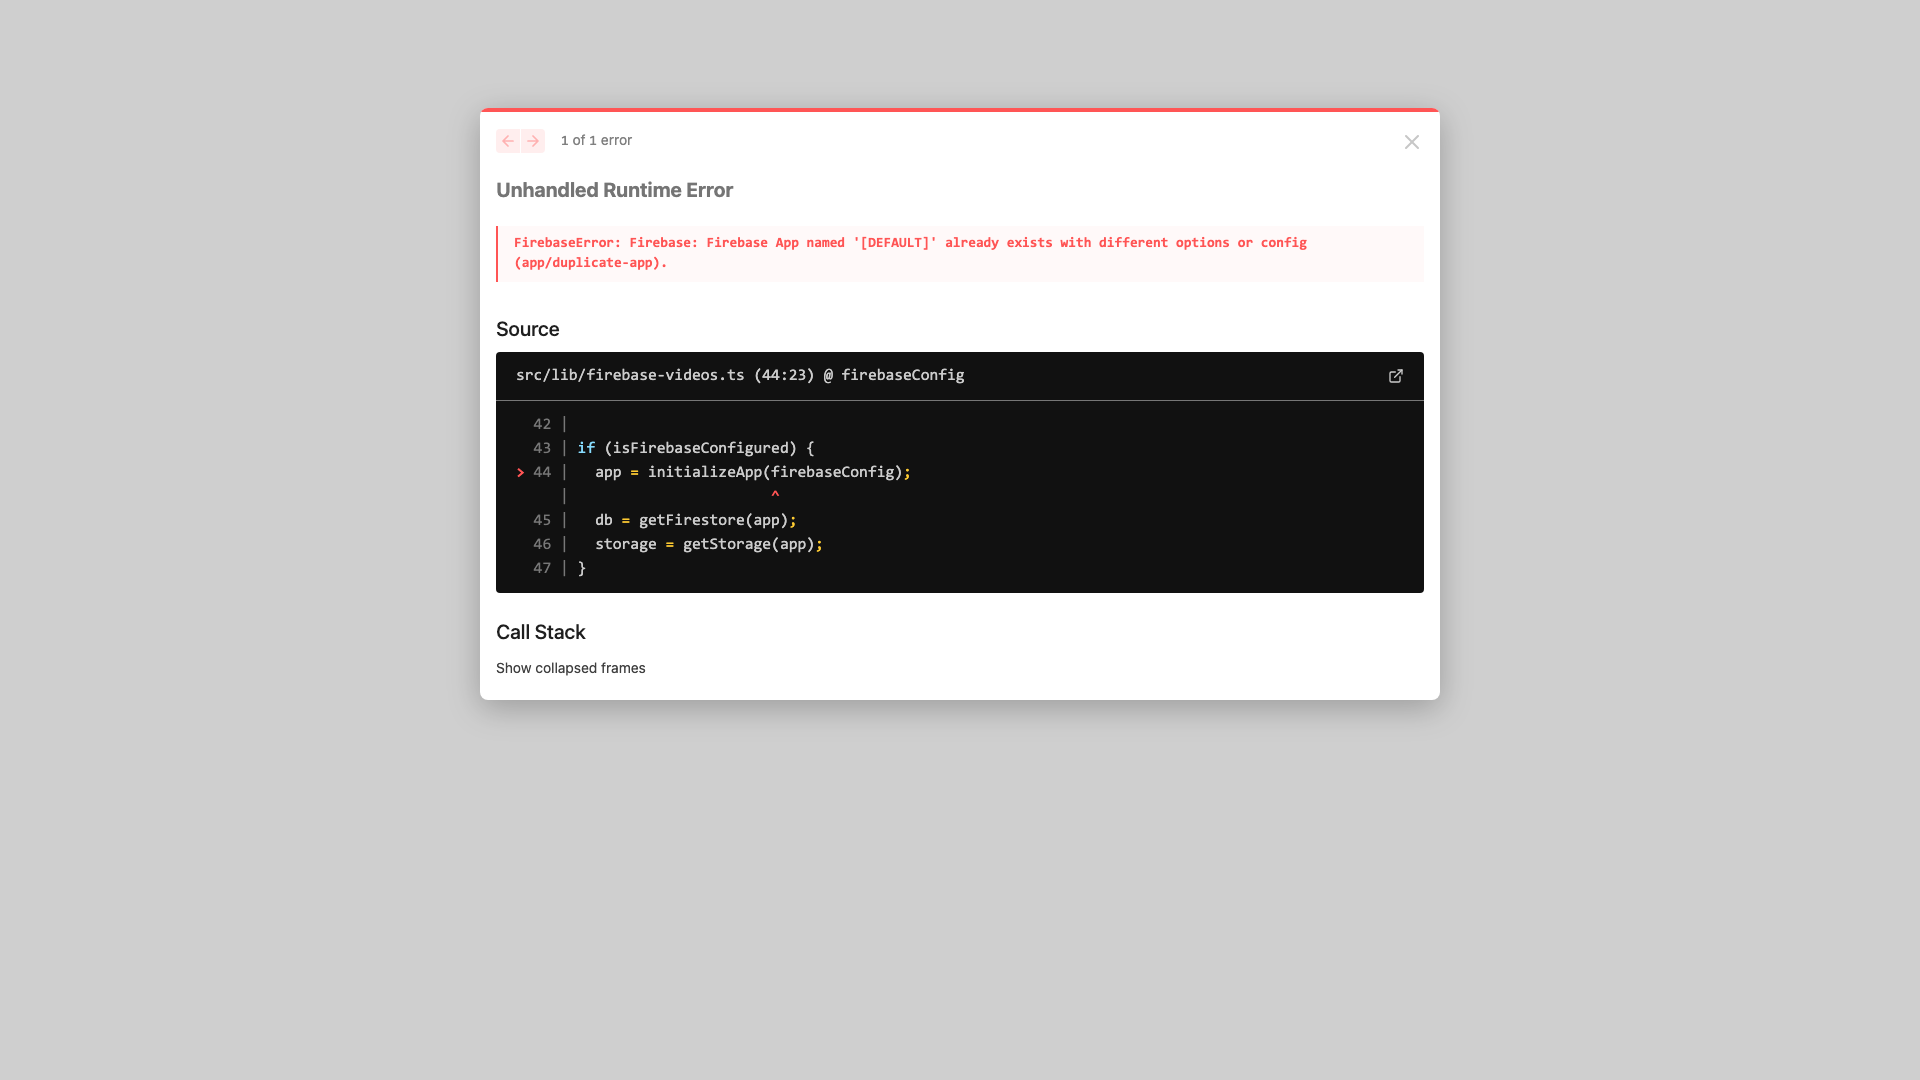 1 of 1 error
Unhandled Runtime Error
FirebaseError: Firebase: Firebase App named '[DEFAULT]' already exists with different options or config
(app/duplicate-app).
Source
src/lib/firebase-videos.ts (44:23) @ firebaseConfig
42 |
43 | if (isFirebaseConfigured) {
> 44 |   app = initializeApp(firebaseConfig);
|                       ^
45 |   db = getFirestore(app);
46 |   storage = getStorage(app);
47 | }
Call Stack
Show collapsed frames